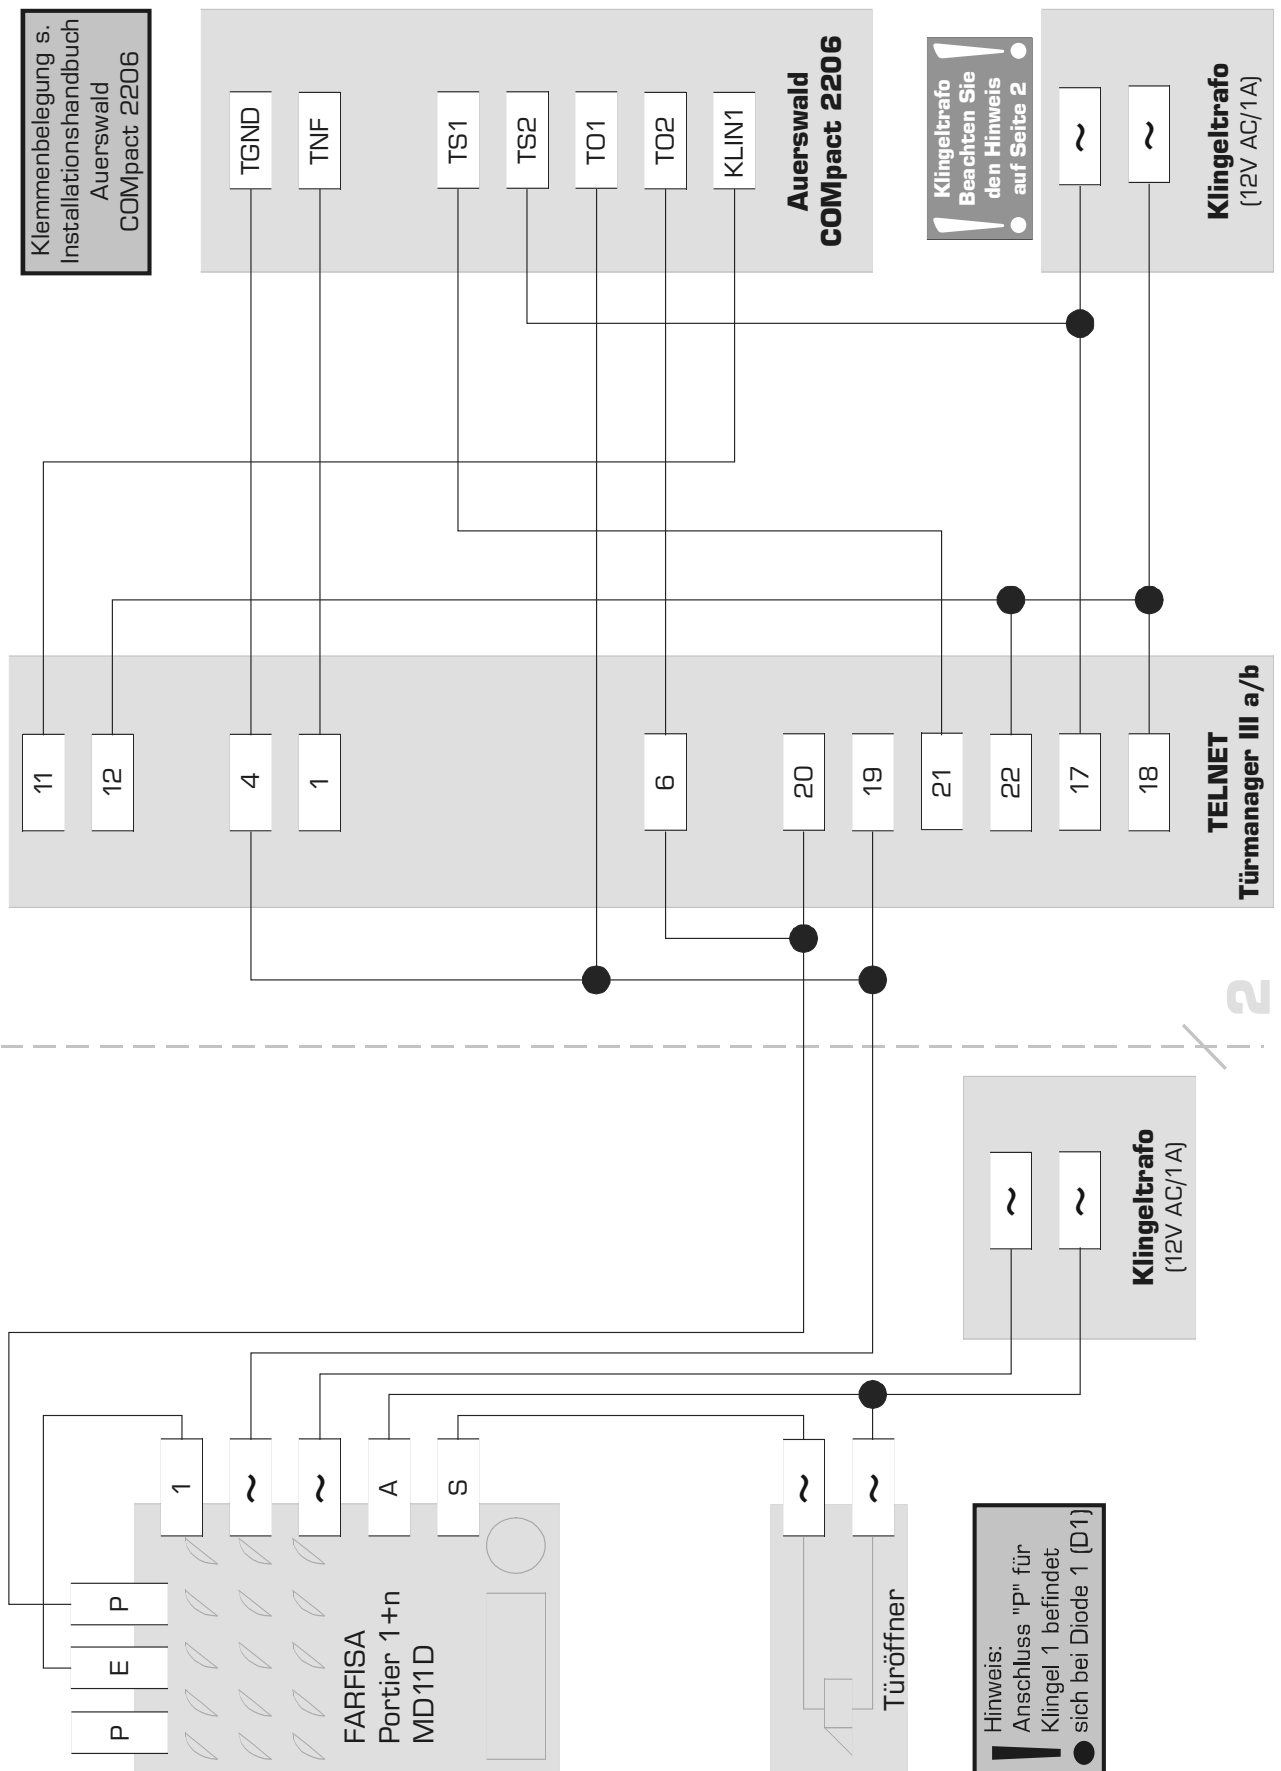 Klemmenbelegung s.
Installationshandbuch
Auerswald
COMpact 2206
TGND
TNF
TS1
TS2
TO1
TO2
KLIN1
Auerswald
COMpact 2206
Klingeltrafo
Beachten Sie
den Hinweis
auf Seite 2
~
~
Klingeltrafo
(12V AC/1A)
11
12
4
1
6
20
19
21
22
17
18
TELNET
Türmanager III a/b
2
~
~
Klingeltrafo
(12V AC/1A)
1
~
~
A
S
P
E
P
FARFISA
Portier 1+n
MD11D
~
~
Türöffner
Hinweis:
Anschluss "P" für
Klingel 1 befindet
sich bei Diode 1 (D1)